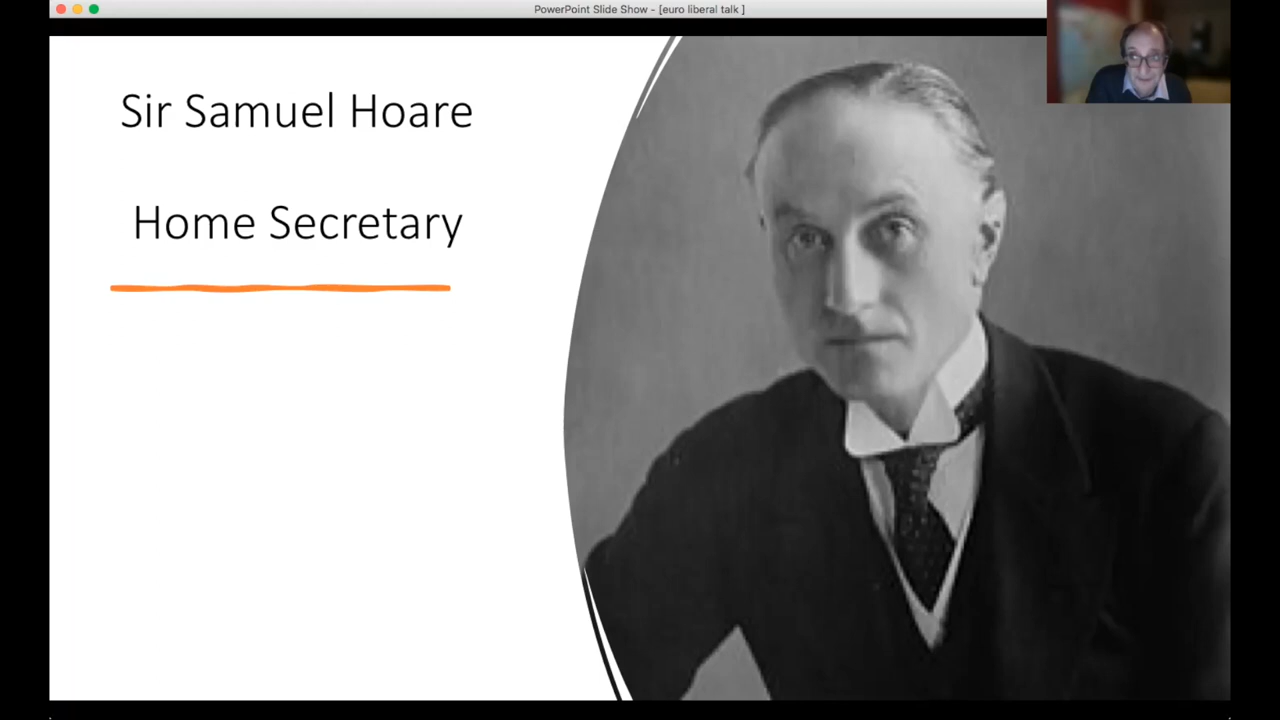 PowerPoint Slide Show - [euro liberal talk ]
Sir Samuel Hoare
Home Secretary